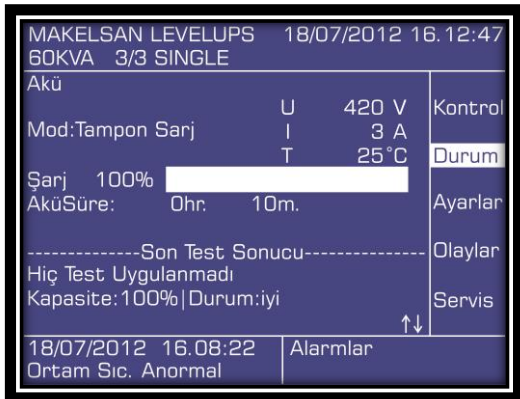 MAKELSAN LEVELUPS 18/07/2012 16.12:47
60KVA 3/3 SINGLE
Akü
U 420 V
Mod:Tampon Sarj I 3 A
T 25°C
Şarj 100%
AküSüre: 0hr. 10m.
-------------Son Test Sonucu--------------
Hiç Test Uygulanmadı
Kapasite:100%|Durum:iyi
↑↓
Kontrol
Durum
Ayarlar
Olaylar
Servis
18/07/2012 16.08:22
Ortam Sıc. Anormal
Alarmlar